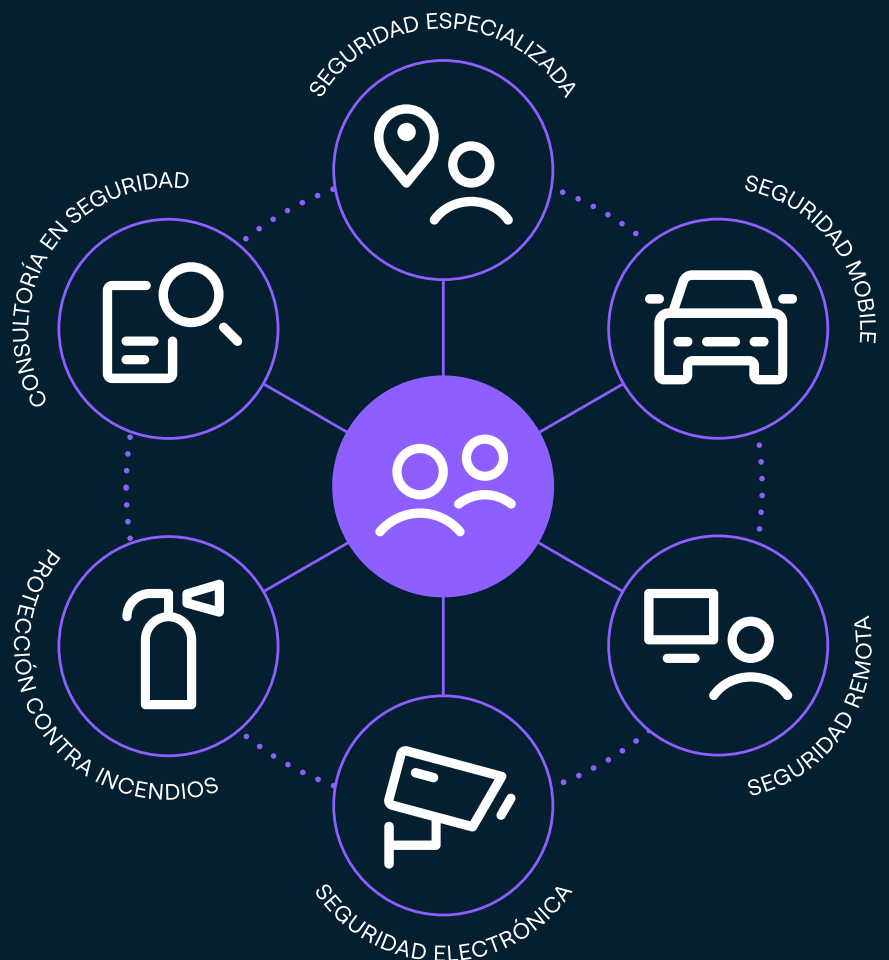 SEGURIDAD ESPECIALIZADA
SEGURIDAD MOBILE
SEGURIDAD REMOTA
SEGURIDAD ELECTRÓNICA
PROTECCIÓN CONTRA INCENDIOS
CONSULTORÍA EN SEGURIDAD